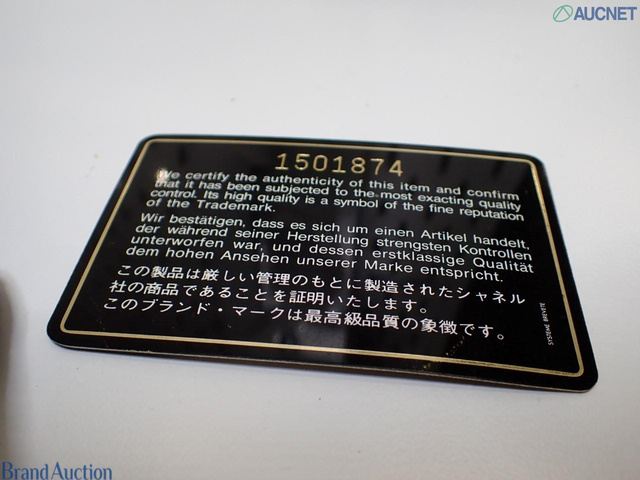 AUCNET
1501874
We certify the authenticity of this item and confirm
that it has been subjected to the most exacting quality
control. Its high quality is a symbol of the fine reputation
of the Trademark.
Wir bestätigen, dass es sich um einen Artikel handelt,
der während seiner Herstellung strengsten Kontrollen
unterworfen war, und dessen erstklassige Qualität
dem hohen Ansehen unserer Marke entspricht.
この製品は厳しい管理のもとに製造されたシャネル
社の商品であることを証明いたします。
このブランド・マークは最高級品質の象徴です。
SYSTEME BREVETE
Brand Auction